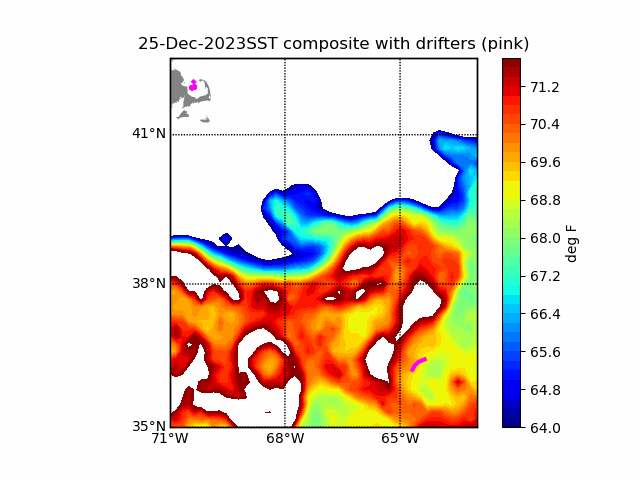 25-Dec-2023SST composite with drifters (pink)
41°N
38°N
35°N
71°W
68°W
65°W
71.2
70.4
69.6
68.8
68.0
67.2
66.4
65.6
64.8
64.0
deg F